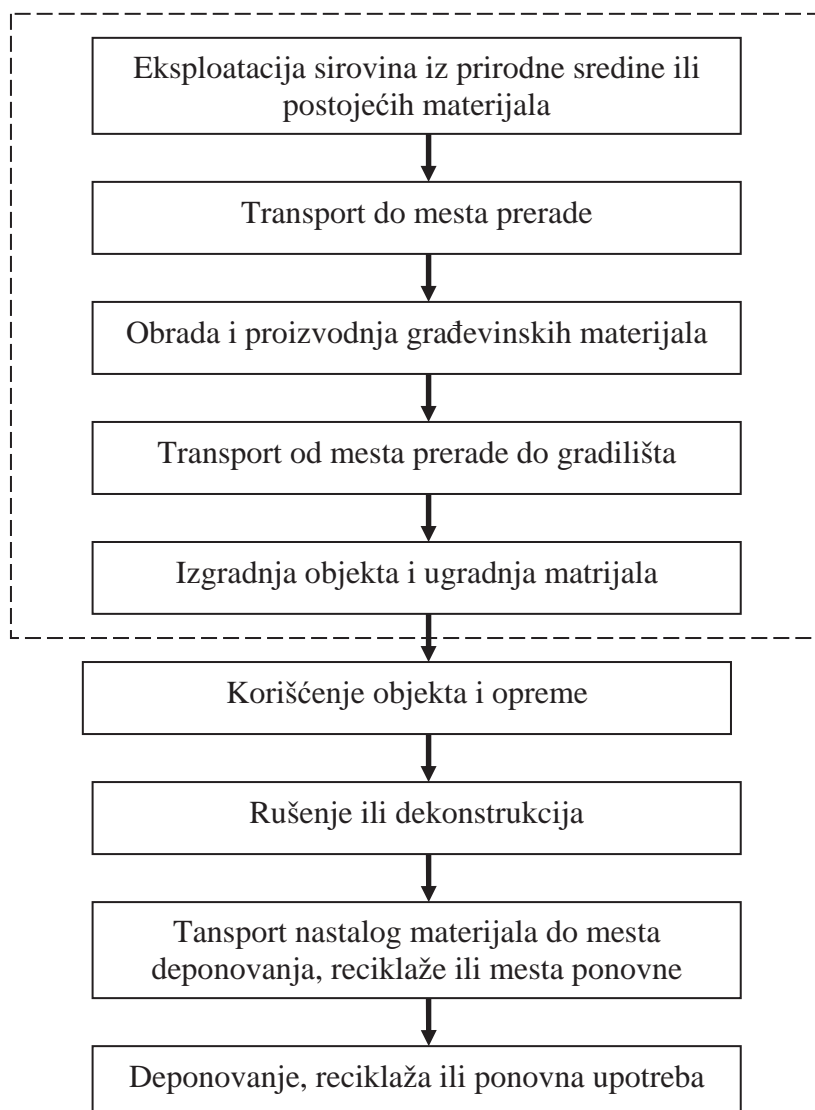 Eksploatacija sirovina iz prirodne sredine ili
postojećih materijala
Transport do mesta prerade
Obrada i proizvodnja građevinskih materijala
Transport od mesta prerade do gradilišta
Izgradnja objekta i ugradnja matrijala
Korišćenje objekta i opreme
Rušenje ili dekonstrukcija
Tansport nastalog materijala do mesta
deponovanja, reciklaže ili mesta ponovne
Deponovanje, reciklaža ili ponovna upotreba